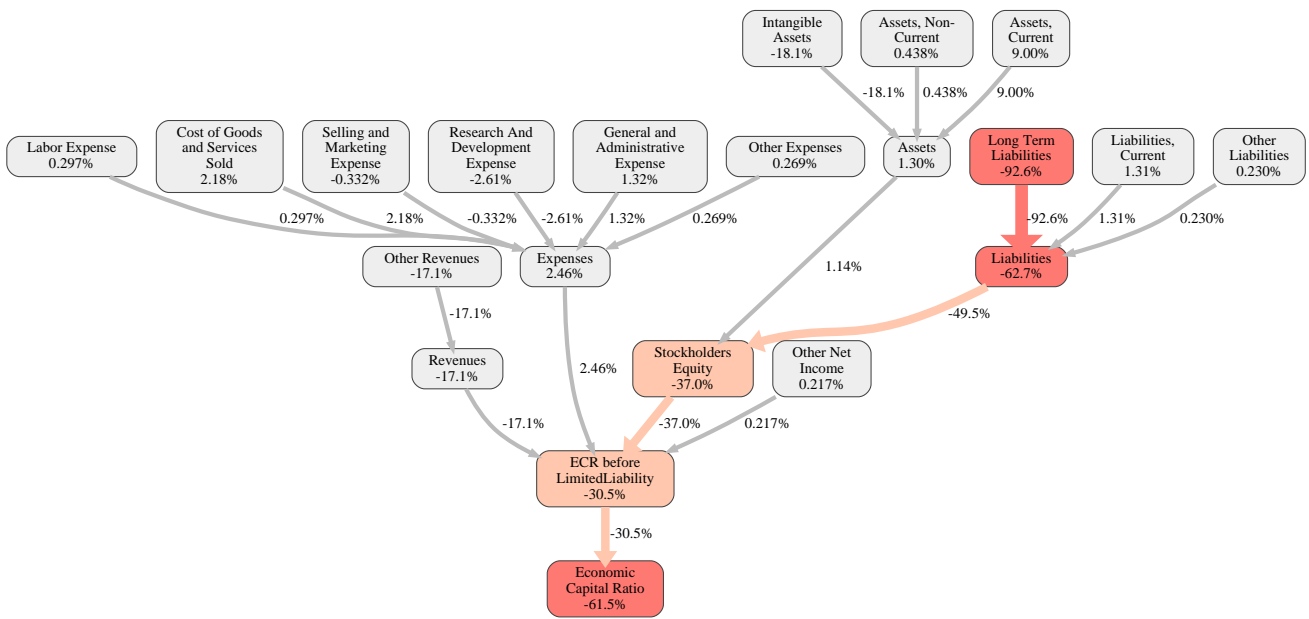 Intangible
Assets
-18.1%
Assets, Non-
Current
0.438%
Assets,
Current
9.00%
-18.1%
0.438%
9.00%
Labor Expense
0.297%
Cost of Goods
and Services
Sold
2.18%
Selling and
Marketing
Expense
-0.332%
Research And
Development
Expense
-2.61%
General and
Administrative
Expense
1.32%
Other Expenses
0.269%
Assets
1.30%
Long Term
Liabilities
-92.6%
Liabilities,
Current
1.31%
Other
Liabilities
0.230%
0.297%
2.18%
-0.332%
-2.61%
1.32%
0.269%
-92.6%
1.31%
0.230%
Other Revenues
-17.1%
Expenses
2.46%
1.14%
Liabilities
-62.7%
-17.1%
-49.5%
Revenues
-17.1%
2.46%
Stockholders
Equity
-37.0%
Other Net
Income
0.217%
-17.1%
-37.0%
0.217%
ECR before
LimitedLiability
-30.5%
-30.5%
Economic
Capital Ratio
-61.5%